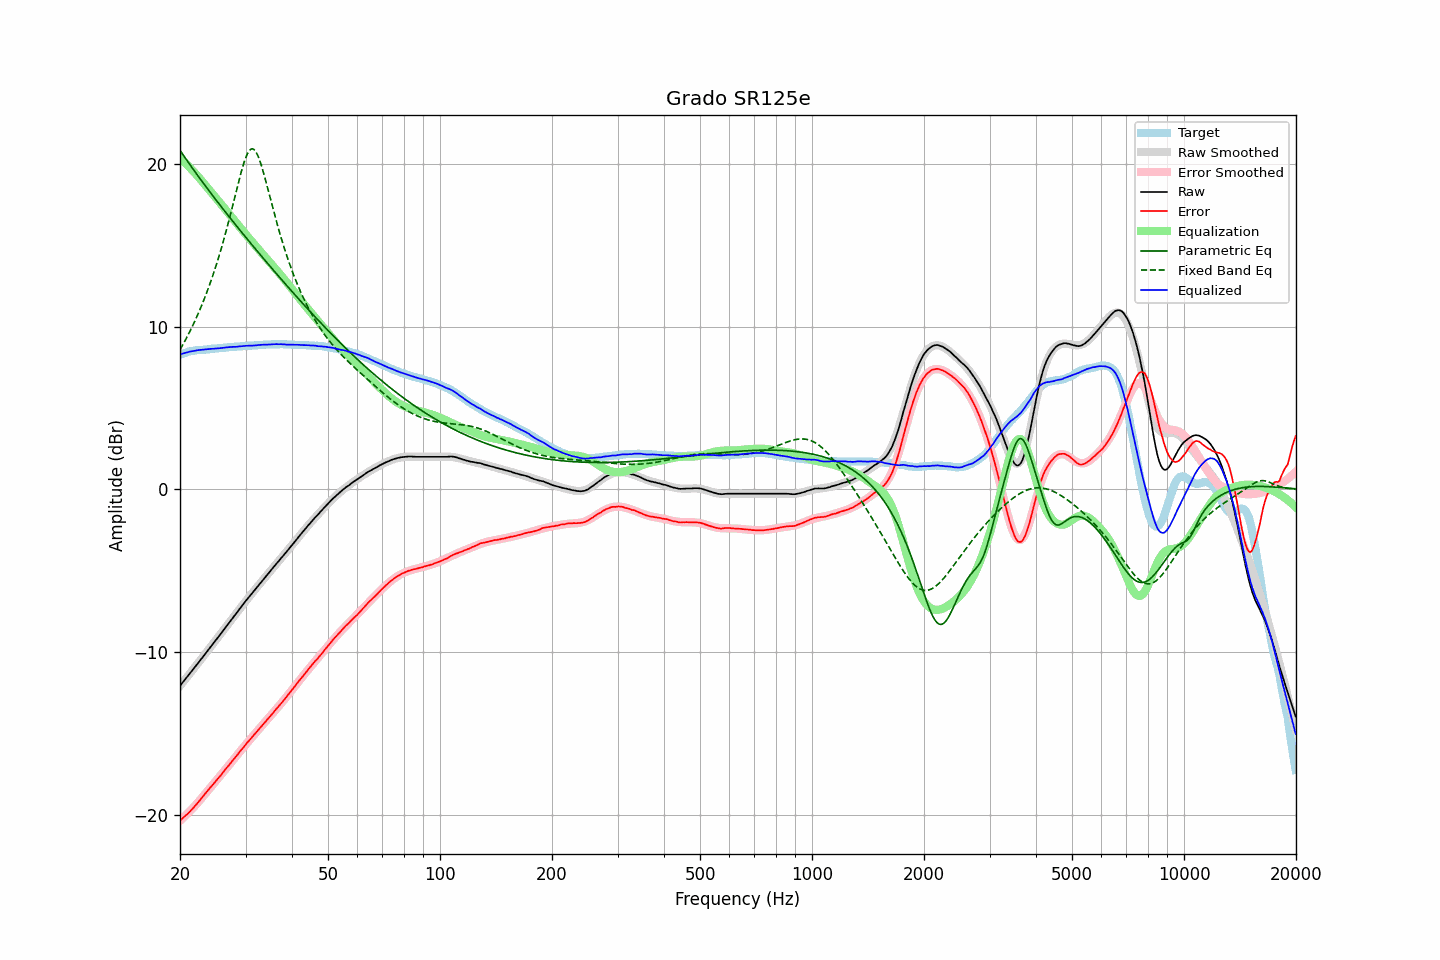 Grado SR125e
Target
Raw Smoothed
Error Smoothed
Raw
Error
Equalization
Parametric Eq
Fixed Band Eq
Equalized
20
10
0
−10
−20
Amplitude (dBr)
20 50 100 200 500 1000 2000 5000 10000 20000
Frequency (Hz)